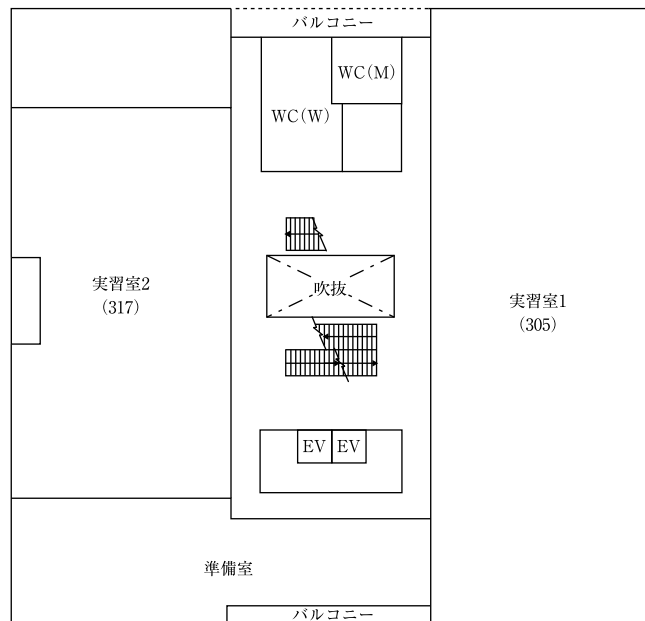 バルコニー
WC(M)
WC(W)
吹抜
実習室2
(317)
実習室1
(305)
EV
EV
準備室
バルコニー